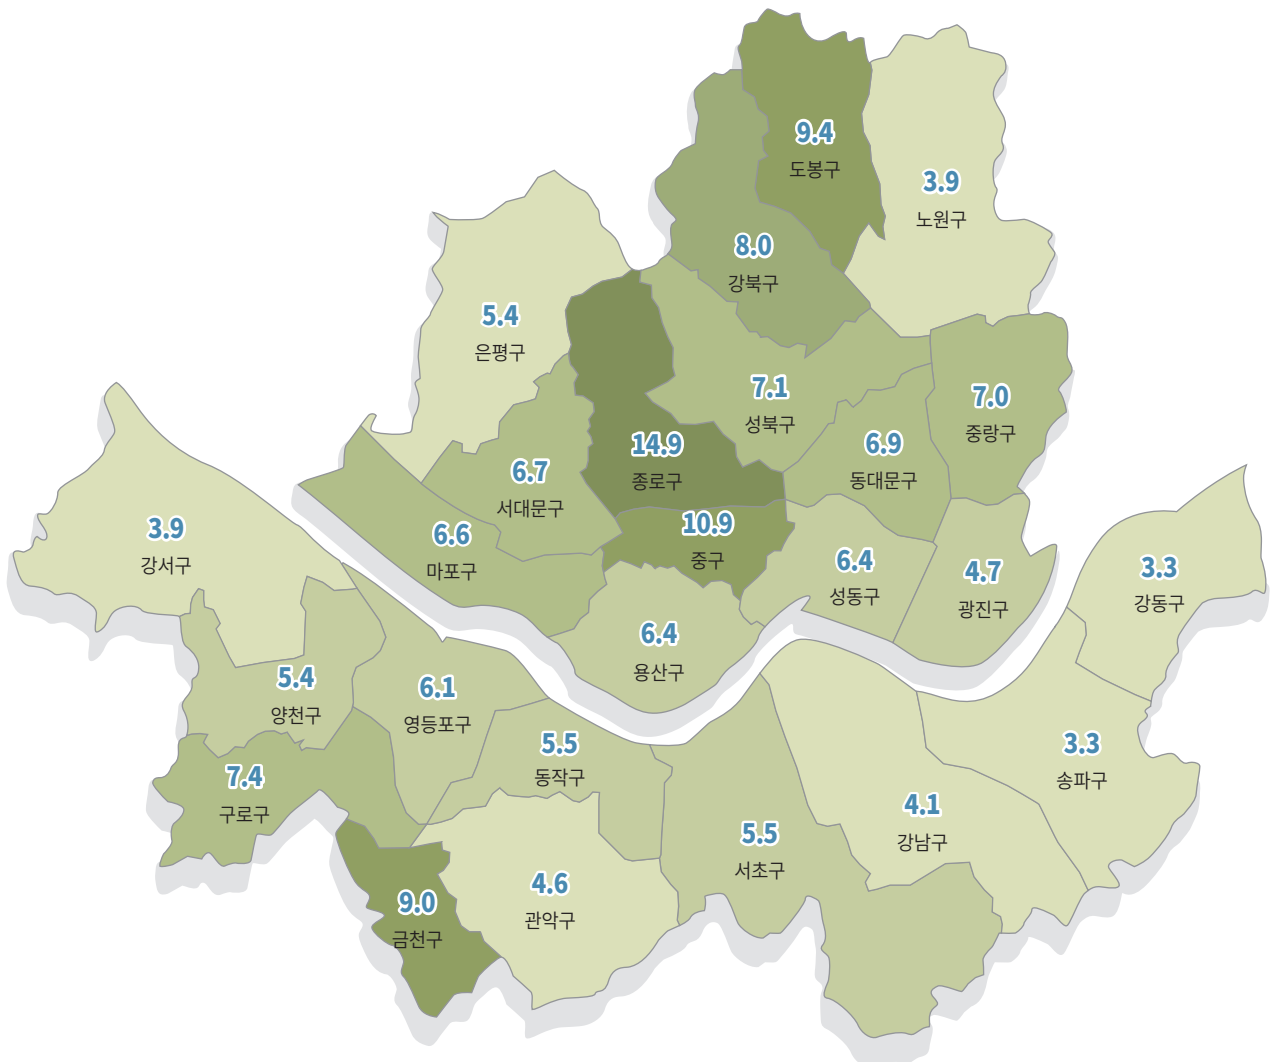 9.4
도봉구
3.9
노원구
8.0
강북구
5.4
은평구
7.1
성북구
7.0
중랑구
14.9
종로구
6.9
동대문구
6.7
서대문구
10.9
중구
6.6
마포구
3.9
강서구
6.4
성동구
4.7
광진구
3.3
강동구
6.4
용산구
5.4
양천구
6.1
영등포구
5.5
동작구
3.3
송파구
7.4
구로구
4.1
강남구
5.5
서초구
4.6
관악구
9.0
금천구